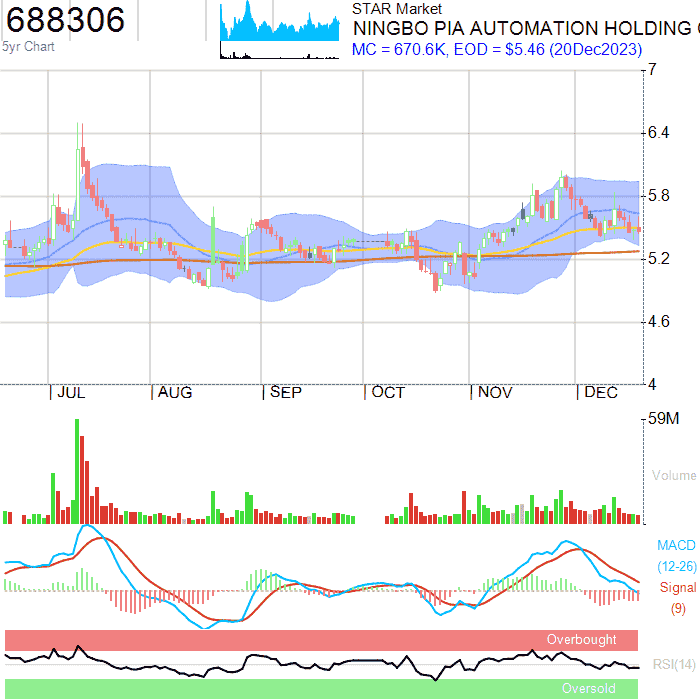 688306
5yr Chart
STAR Market
NINGBO PIA AUTOMATION HOLDING
MC = 670.6K, EOD = $5.46 (20Dec2023)
7
6.4
5.8
5.2
4.6
4
JUL AUG SEP OCT NOV DEC
59M
Volume
MACD
(12-26)
Signal
(9)
Overbought
RSI(14)
Oversold